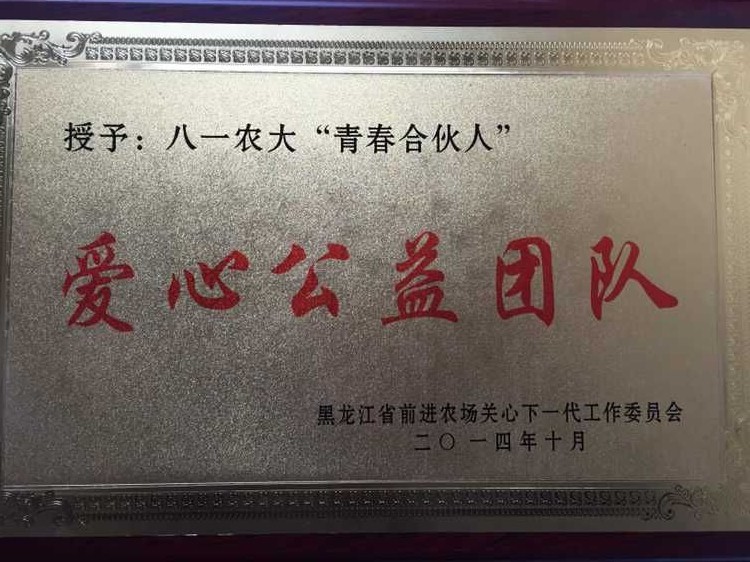 授予：八一农大“青春合伙人”
爱心公益团队
黑龙江省前进农场关心下一代工作委员会
二〇一四年十月